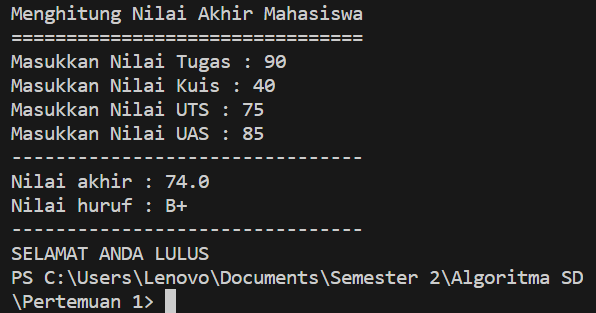 Menghitung Nilai Akhir Mahasiswa
================================
Masukkan Nilai Tugas : 90
Masukkan Nilai Kuis : 40
Masukkan Nilai UTS : 75
Masukkan Nilai UAS : 85
--------------------------------
Nilai akhir : 74.0
Nilai huruf : B+
--------------------------------
SELAMAT ANDA LULUS
PS C:\Users\Lenovo\Documents\Semester 2\Algoritma SD
\Pertemuan 1>